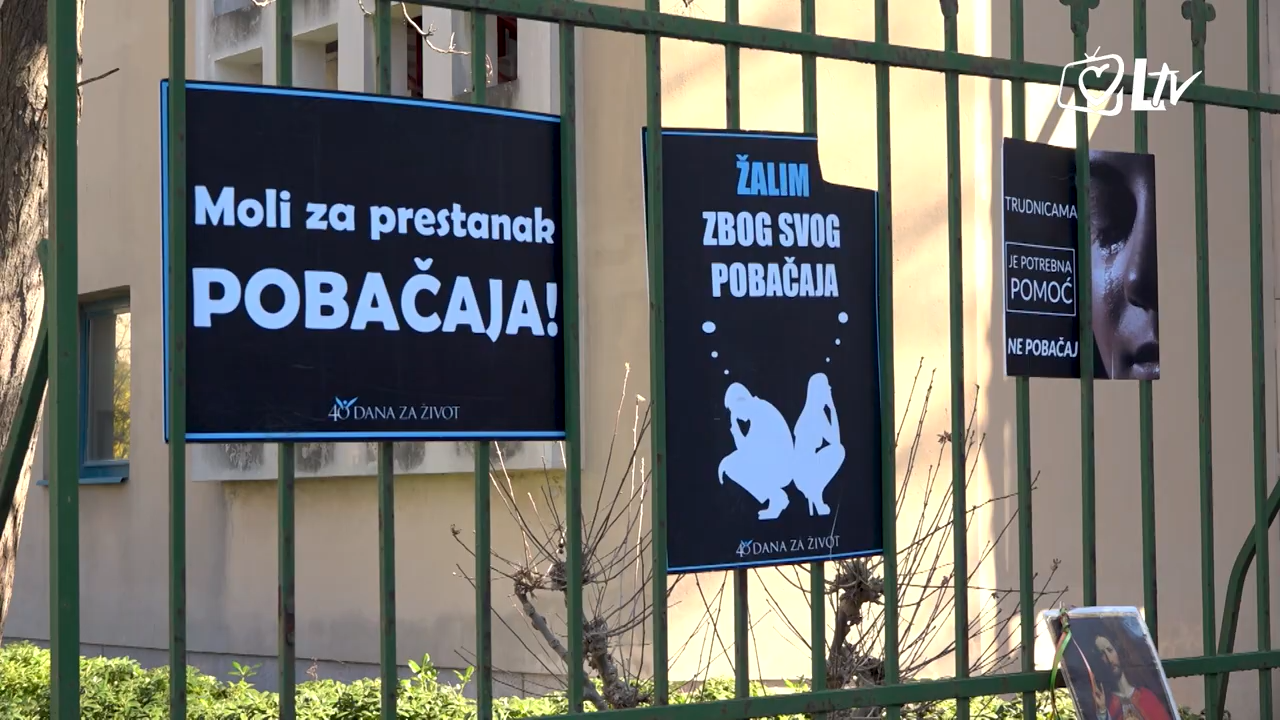 Moli za prestanak
POBAČAJA!
40 DANA ZA ŽIVOT
ŽALIM
ZBOG SVOG
POBAČAJA
40 DANA ZA ŽIVOT
TRUDNICAMA
JE POTREBNA
POMOĆ
NE POBAČAJ
Ltv